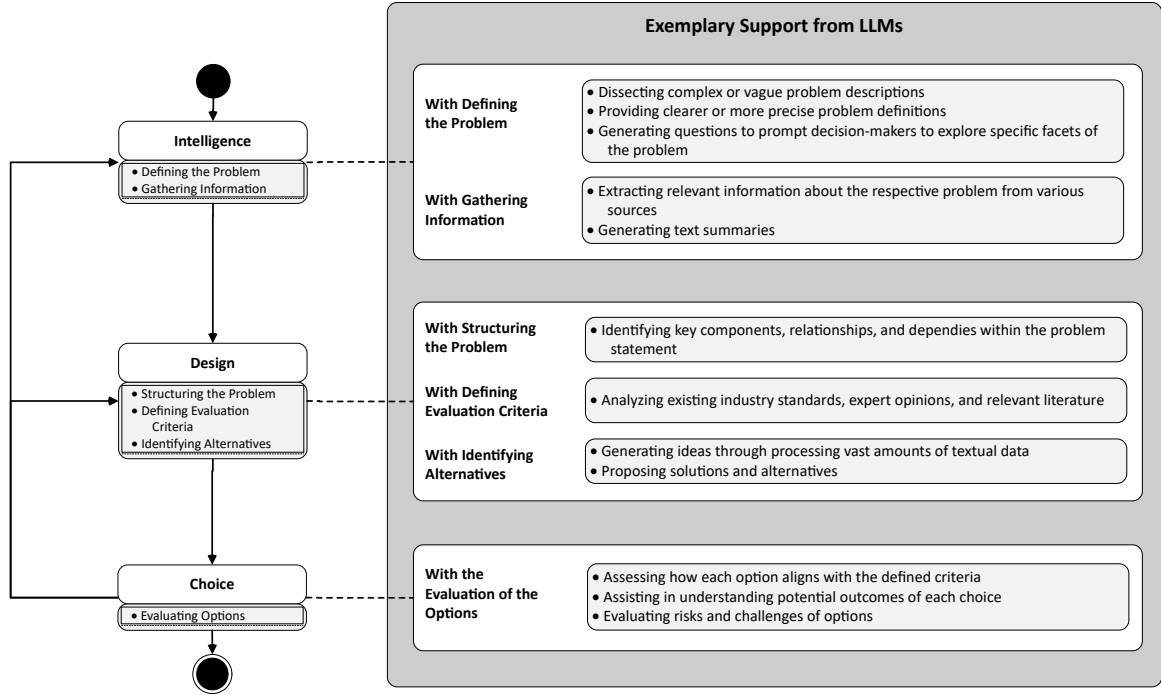 Exemplary Support from LLMs
Intelligence
• Defining the Problem
• Gathering Information
With Defining
the Problem
• Dissecting complex or vague problem descriptions
• Providing clearer or more precise problem definitions
• Generating questions to prompt decision-makers to explore specific facets of
the problem
With Gathering
Information
• Extracting relevant information about the respective problem from various
sources
• Generating text summaries
Design
• Structuring the Problem
• Defining Evaluation
Criteria
• Identifying Alternatives
With Structuring
the Problem
• Identifying key components, relationships, and dependies within the problem
statement
With Defining
Evaluation Criteria
• Analyzing existing industry standards, expert opinions, and relevant literature
With Identifying
Alternatives
• Generating ideas through processing vast amounts of textual data
• Proposing solutions and alternatives
Choice
• Evaluating Options
With the
Evaluation of the
Options
• Assessing how each option aligns with the defined criteria
• Assisting in understanding potential outcomes of each choice
• Evaluating risks and challenges of options